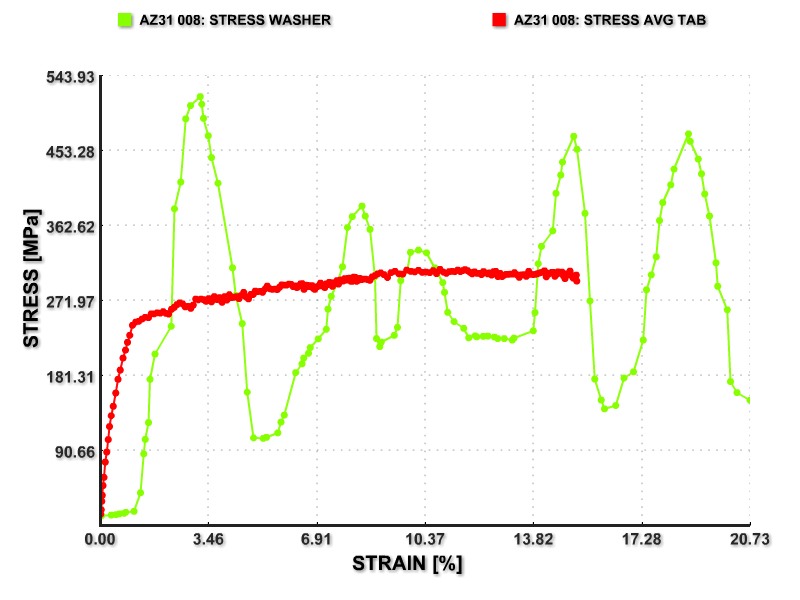 AZ31 008: STRESS WASHER
AZ31 008: STRESS AVG TAB
543.93
453.28
362.62
271.97
181.31
90.66
STRESS [MPa]
0.00 3.46 6.91 10.37 13.82 17.28 20.73
STRAIN [%]